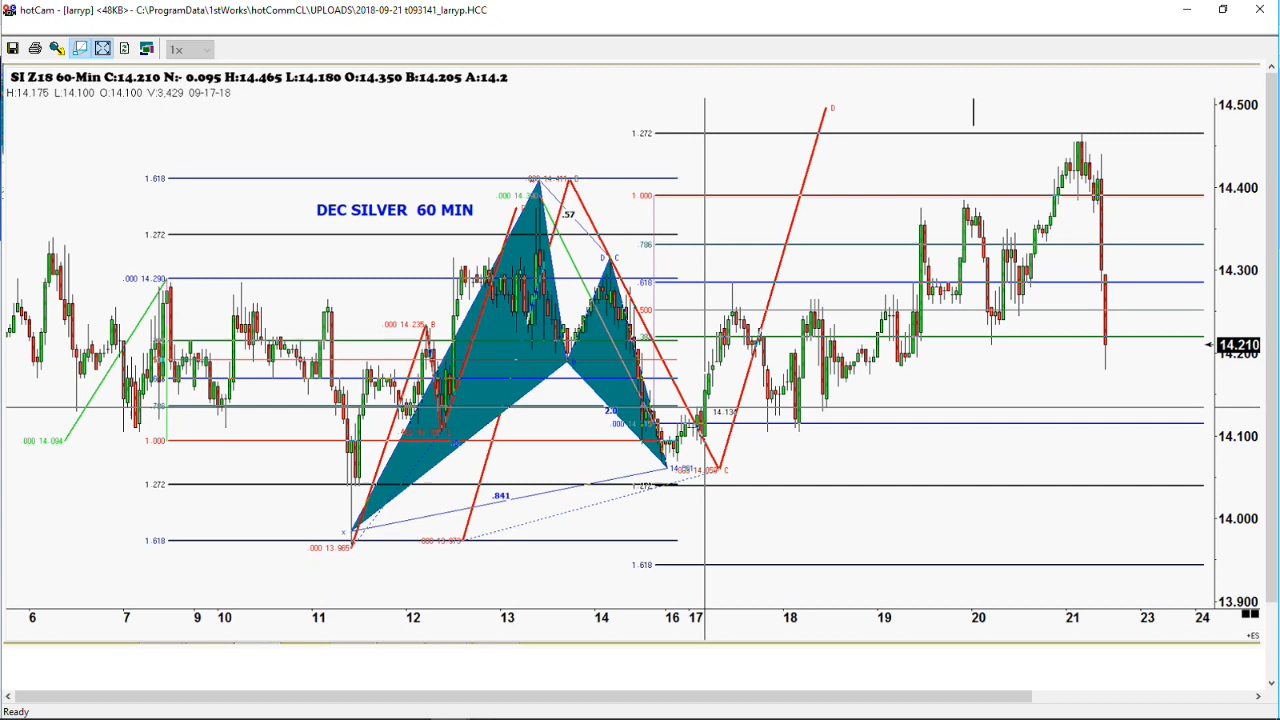 hotCam - [larryp] <48KB>- C:\ProgramData\1stWorks\hotCommCL\UPLOADS\2018-09-21 t093141_larryp.HCC
1x
SI Z18 60-Min C:14.210 N:- 0.095 H:14.465 L:14.180 O:14.350 B:14.205 A:14.2
H:14.175 L:14.100 O:14.100 V:3,429 09-17-18
14.500
D
1.272
1.618
14.400
1.000
DEC SILVER 60 MIN
.57
1.272
.786
D C
.000 14.290
14.300
.618
.500
.000 14.235 B
14.210
14.200
2.0
14.134
.000 14.094
1.000
14.100
C
1.272
.841
X
14.000
1.618
.000 13.965
1.618
13.900
6 7 9 10 11 12 13 14 16 17 18 19 20 21 23 24
+ES
Ready